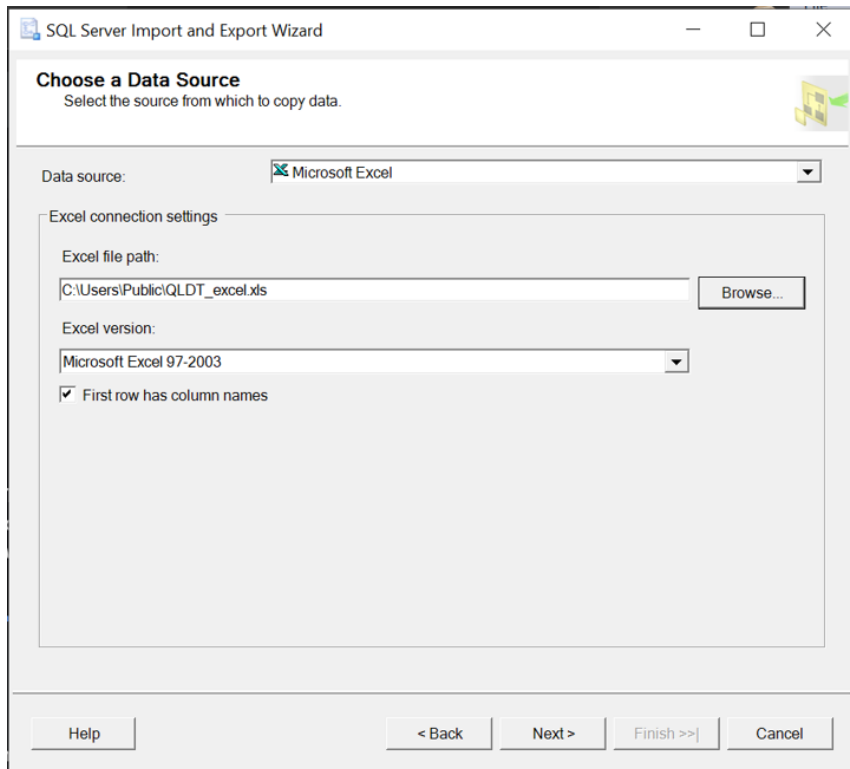 SQL Server Import and Export Wizard
Choose a Data Source
Select the source from which to copy data.
Data source:
Microsoft Excel
Excel connection settings
Excel file path:
C:\Users\Public\QLDT_excel.xls
Browse...
Excel version:
Microsoft Excel 97-2003
First row has column names
Help
< Back
Next >
Finish >>|
Cancel